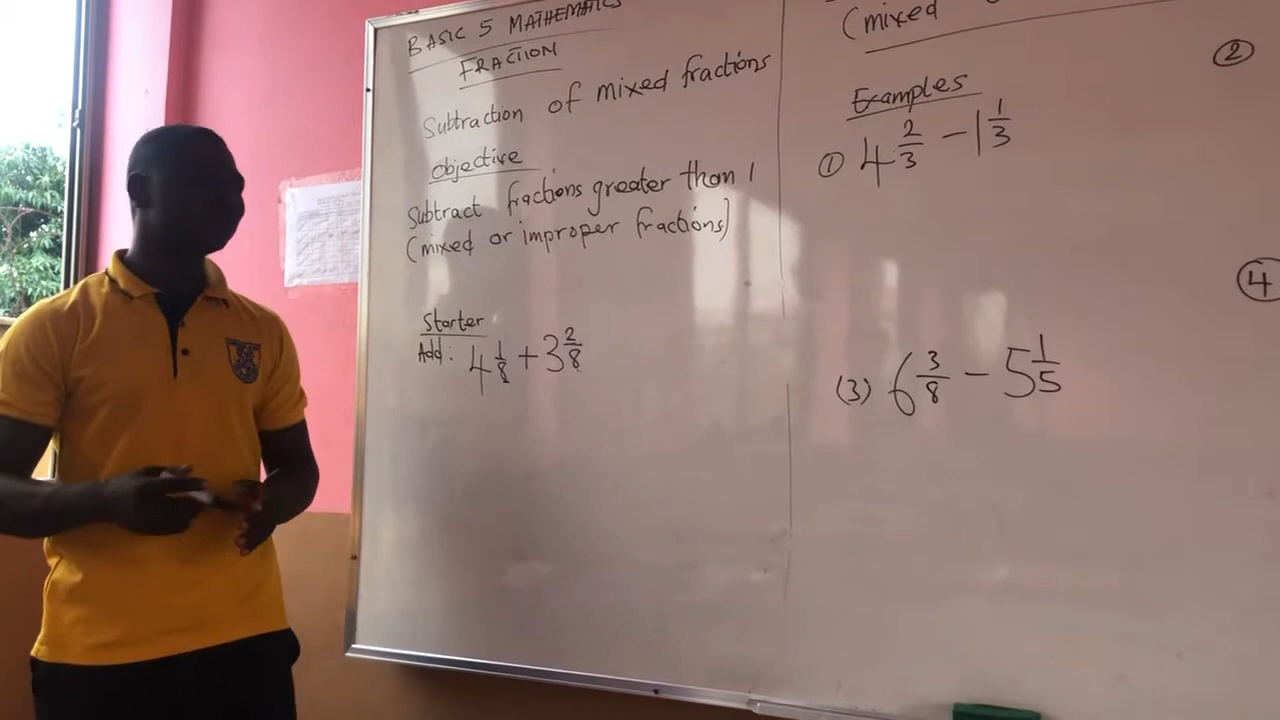 BASIC 5 MATHEMATICS
FRACTION
Subtraction of mixed fractions
Objective
Subtract fractions greater than 1
(mixed or improper fractions)
Starter
Add: 4 1/8 + 3 2/8
(mixed
Examples
① 4 2/3 - 1 1/3
(3) 6 3/8 - 5 1/5
②
④